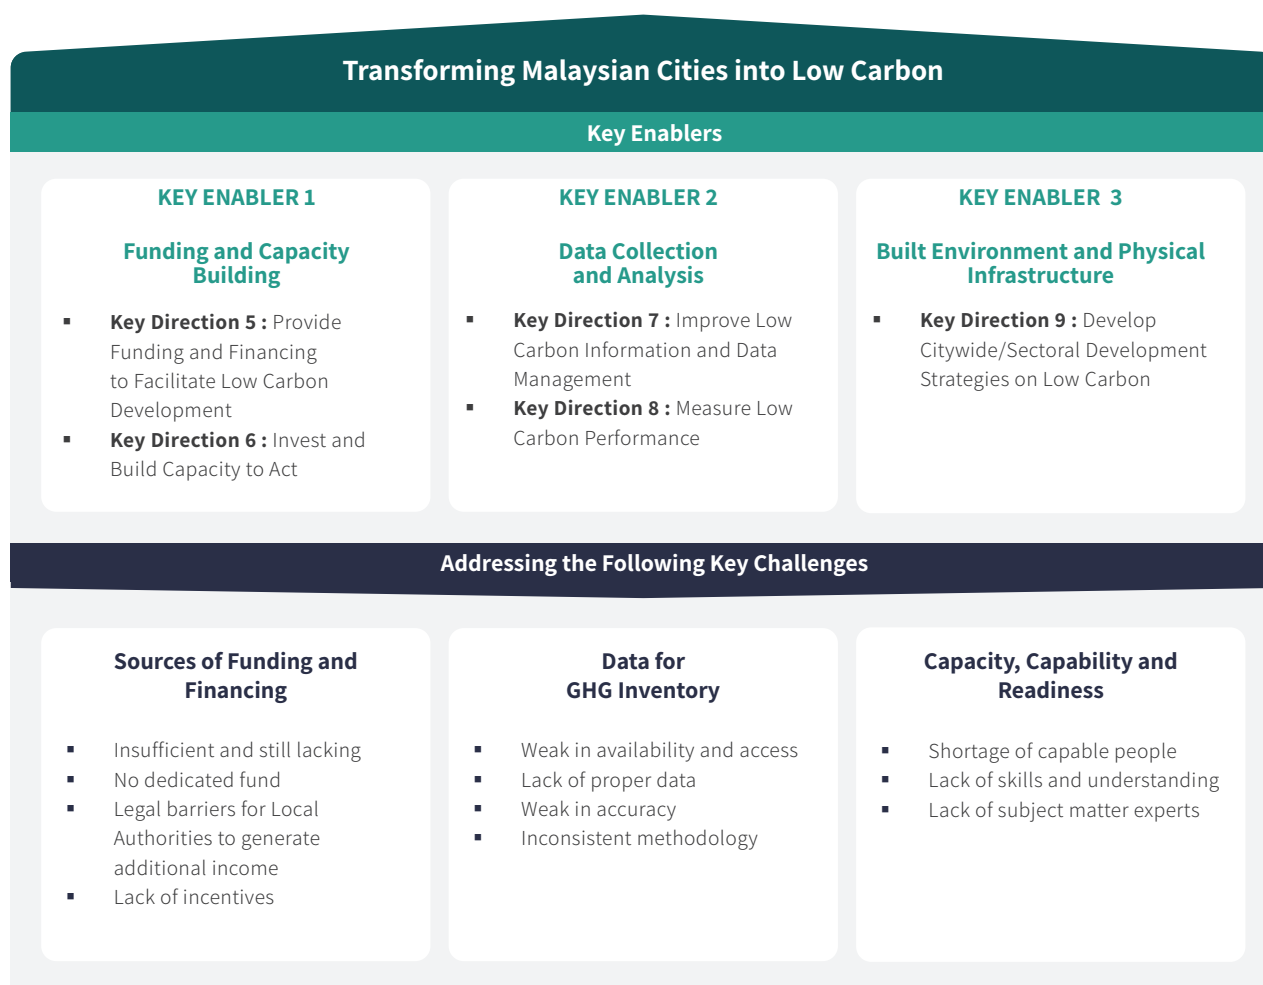 Transforming Malaysian Cities into Low Carbon
Key Enablers
KEY ENABLER 1
Funding and Capacity
Building
▪ Key Direction 5 : Provide
Funding and Financing
to Facilitate Low Carbon
Development
▪ Key Direction 6 : Invest and
Build Capacity to Act
KEY ENABLER 2
Data Collection
and Analysis
▪ Key Direction 7 : Improve Low
Carbon Information and Data
Management
▪ Key Direction 8 : Measure Low
Carbon Performance
KEY ENABLER 3
Built Environment and Physical
Infrastructure
▪ Key Direction 9 : Develop
Citywide/Sectoral Development
Strategies on Low Carbon
Addressing the Following Key Challenges
Sources of Funding and
Financing
▪ Insufficient and still lacking
▪ No dedicated fund
▪ Legal barriers for Local
Authorities to generate
additional income
▪ Lack of incentives
Data for
GHG Inventory
▪ Weak in availability and access
▪ Lack of proper data
▪ Weak in accuracy
▪ Inconsistent methodology
Capacity, Capability and
Readiness
▪ Shortage of capable people
▪ Lack of skills and understanding
▪ Lack of subject matter experts